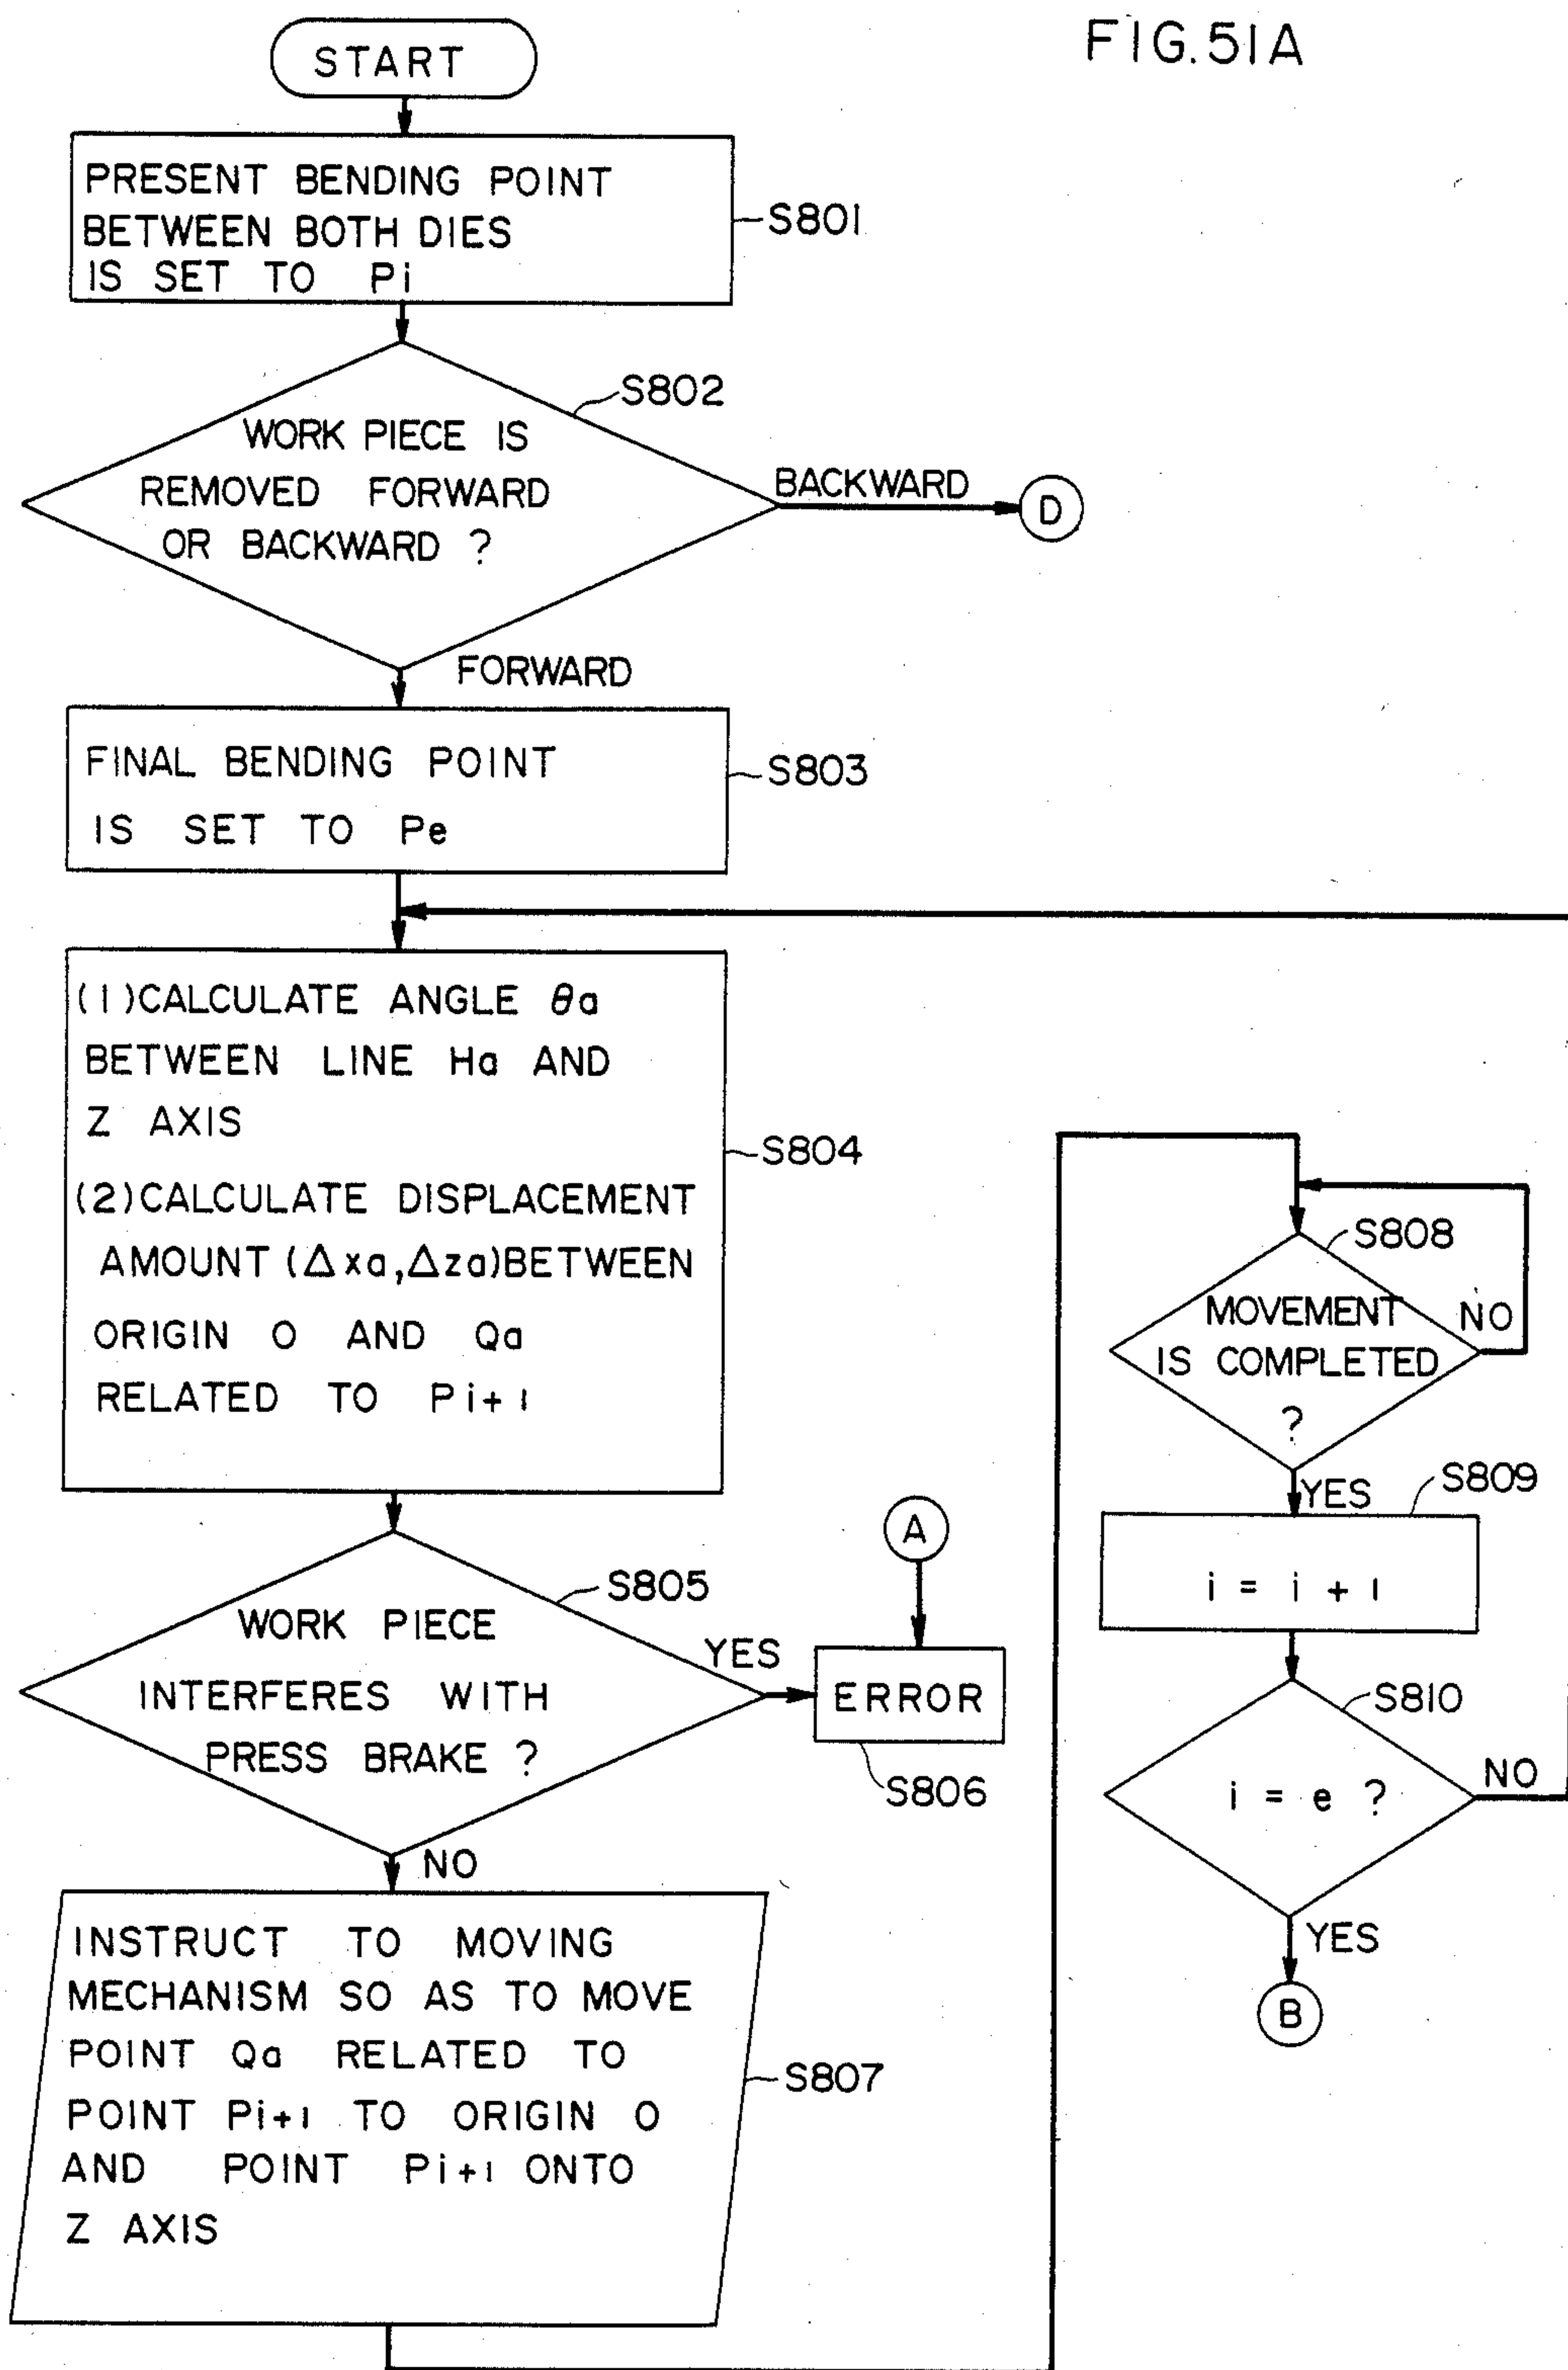 FIG.51A
START
PRESENT BENDING POINT
BETWEEN BOTH DIES
IS SET TO Pi
S801
S802
WORK PIECE IS
REMOVED FORWARD
OR BACKWARD ?
BACKWARD
D
FORWARD
FINAL BENDING POINT
IS SET TO Pe
S803
(1)CALCULATE ANGLE θa
BETWEEN LINE Ha AND
Z AXIS
(2)CALCULATE DISPLACEMENT
AMOUNT (Δxa,Δza)BETWEEN
ORIGIN O AND Qa
RELATED TO Pi+1
S804
S805
WORK PIECE
INTERFERES WITH
PRESS BRAKE ?
YES
A
ERROR
S806
NO
INSTRUCT TO MOVING
MECHANISM SO AS TO MOVE
POINT Qa RELATED TO
POINT Pi+1 TO ORIGIN O
AND POINT Pi+1 ONTO
Z AXIS
S807
S808
MOVEMENT
IS COMPLETED
?
NO
YES
S809
i = i + 1
S810
i = e ?
NO
YES
B